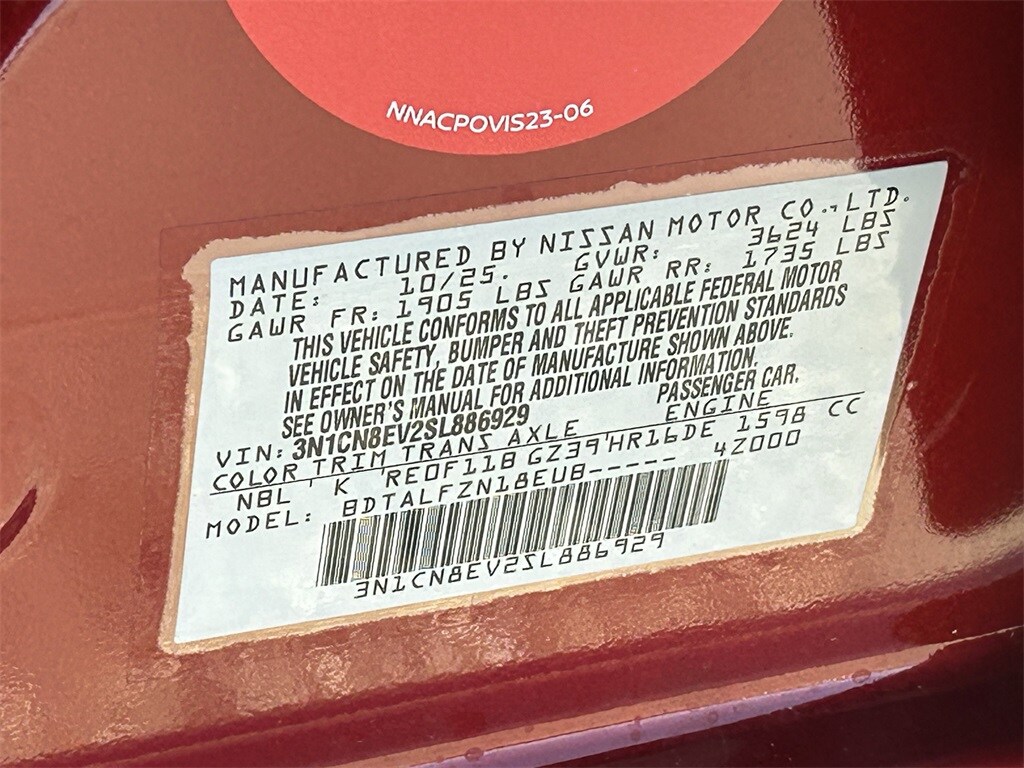 NNACPOVIS23-06
MANUFACTURED BY NISSAN MOTOR CO., LTD.
DATE: 10/25. GVWR: 3624 LBS
GAWR FR: 1905 LBS GAWR RR: 1735 LBS
THIS VEHICLE CONFORMS TO ALL APPLICABLE FEDERAL MOTOR
VEHICLE SAFETY, BUMPER AND THEFT PREVENTION STANDARDS
IN EFFECT ON THE DATE OF MANUFACTURE SHOWN ABOVE.
SEE OWNER'S MANUAL FOR ADDITIONAL INFORMATION.
VIN: 3N1CN8EV2SL886929 PASSENGER CAR.
COLOR TRIM TRANS AXLE ENGINE
NBL K RE0F11B GZ39 HR16DE 1598 CC
MODEL: BDTALFZN18EUB----- 4Z000
3N1CN8EV2SL886929